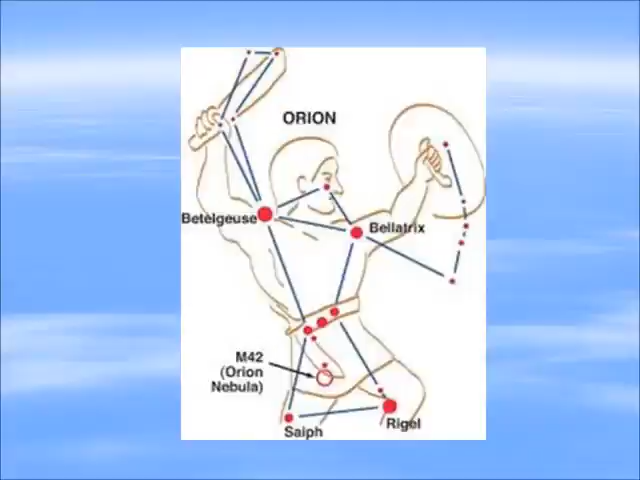 ORION
Betelgeuse
Bellatrix
M42
(Orion
Nebula)
Saiph
Rigel